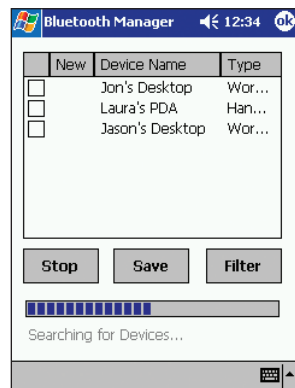 Bluetooth Manager 12:34 ok
New Device Name Type
Jon's Desktop Wor...
Laura's PDA Han...
Jason's Desktop Wor...
Stop Save Filter
Searching for Devices...